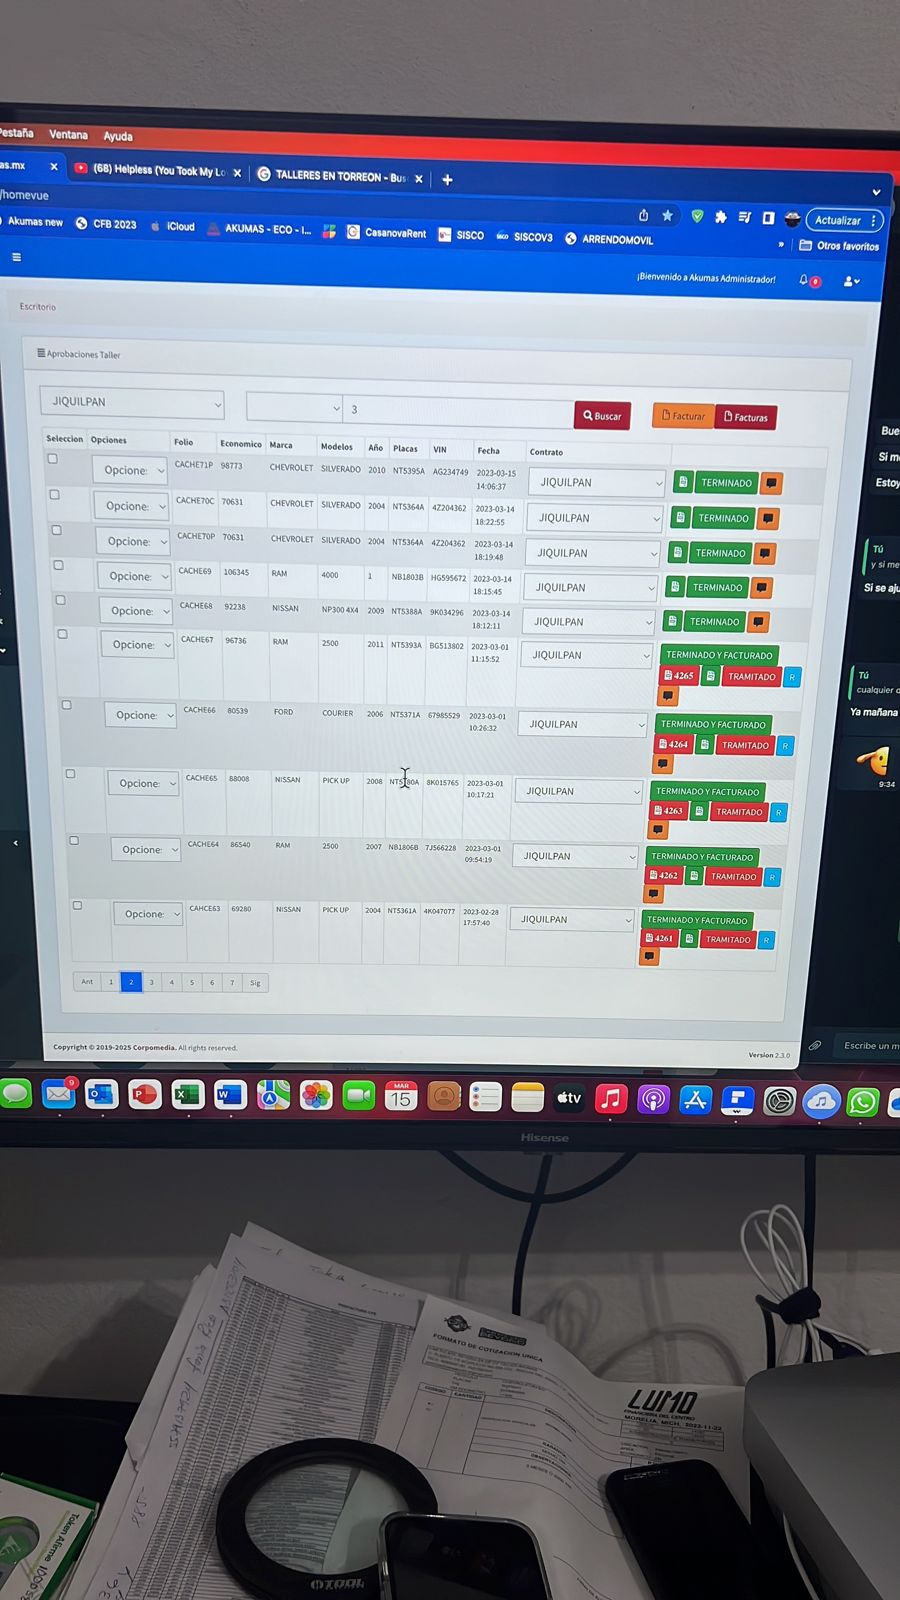 Pestaña Ventana Ayuda
as.mx (68) Helpless (You Took My Lo TALLERES EN TORREON - Bus
/homevue
Akumas new CFB 2023 iCloud AKUMAS - ECO - I... CasanovaRent SISCO SISCOV3 ARRENDOMOVIL Actualizar
» Otros favoritos
¡Bienvenido a Akumas Administrador! 0
Escritorio
Aprobaciones Taller
JIQUILPAN 3 Buscar Facturar Facturas
Seleccion Opciones Folio Economico Marca Modelos Año Placas VIN Fecha Contrato
Opcione: CACHE71P 98773 CHEVROLET SILVERADO 2010 NT5395A AG234749 2023-03-15 14:06:37 JIQUILPAN TERMINADO
Opcione: CACHE70C 70631 CHEVROLET SILVERADO 2004 NT5364A 4Z204362 2023-03-14 18:22:55 JIQUILPAN TERMINADO
Opcione: CACHE70P 70631 CHEVROLET SILVERADO 2004 NT5364A 4Z204362 2023-03-14 18:19:48 JIQUILPAN TERMINADO
Opcione: CACHE69 106345 RAM 4000 1 NB1803B HG595672 2023-03-14 18:15:45 JIQUILPAN TERMINADO
Opcione: CACHE68 92238 NISSAN NP300 4X4 2009 NT5388A 9K034296 2023-03-14 18:12:11 JIQUILPAN TERMINADO
Opcione: CACHE67 96736 RAM 2500 2011 NT5393A BG513802 2023-03-01 11:15:52 JIQUILPAN TERMINADO Y FACTURADO
4265 TRAMITADO R
Opcione: CACHE66 80539 FORD COURIER 2006 NT5371A 67985529 2023-03-01 10:26:32 JIQUILPAN TERMINADO Y FACTURADO
4264 TRAMITADO R
Opcione: CACHE65 88008 NISSAN PICK UP 2008 8K015765 2023-03-01 10:17:21 JIQUILPAN TERMINADO Y FACTURADO
4263 TRAMITADO R
Opcione: CACHE64 86540 RAM 2500 2007 NB1806B 7J566228 2023-03-01 09:54:19 JIQUILPAN TERMINADO Y FACTURADO
4262 TRAMITADO R
Opcione: CAHCE63 69280 NISSAN PICK UP 2004 NT5361A 4K047077 2023-02-28 17:57:40 JIQUILPAN TERMINADO Y FACTURADO
4261 TRAMITADO R
Ant 1 2 3 4 5 6 7 Sig
Copyright © 2019-2025 Corpomedia. All rights reserved.
Version 2.3.0
Bue
Si m
Estoy
Tú
y si me
Si se aju
Tú
cualquier o
Ya mañana
9:34
Escribe un m
9 MAR 15 tv
Hisense
FORMATO DE COTIZACION UNICA
CODIGO CANTIDAD
LUMO
FINANCIERA DEL CENTRO
MORELIA, MICH. 2022-11-22
Token Afirme